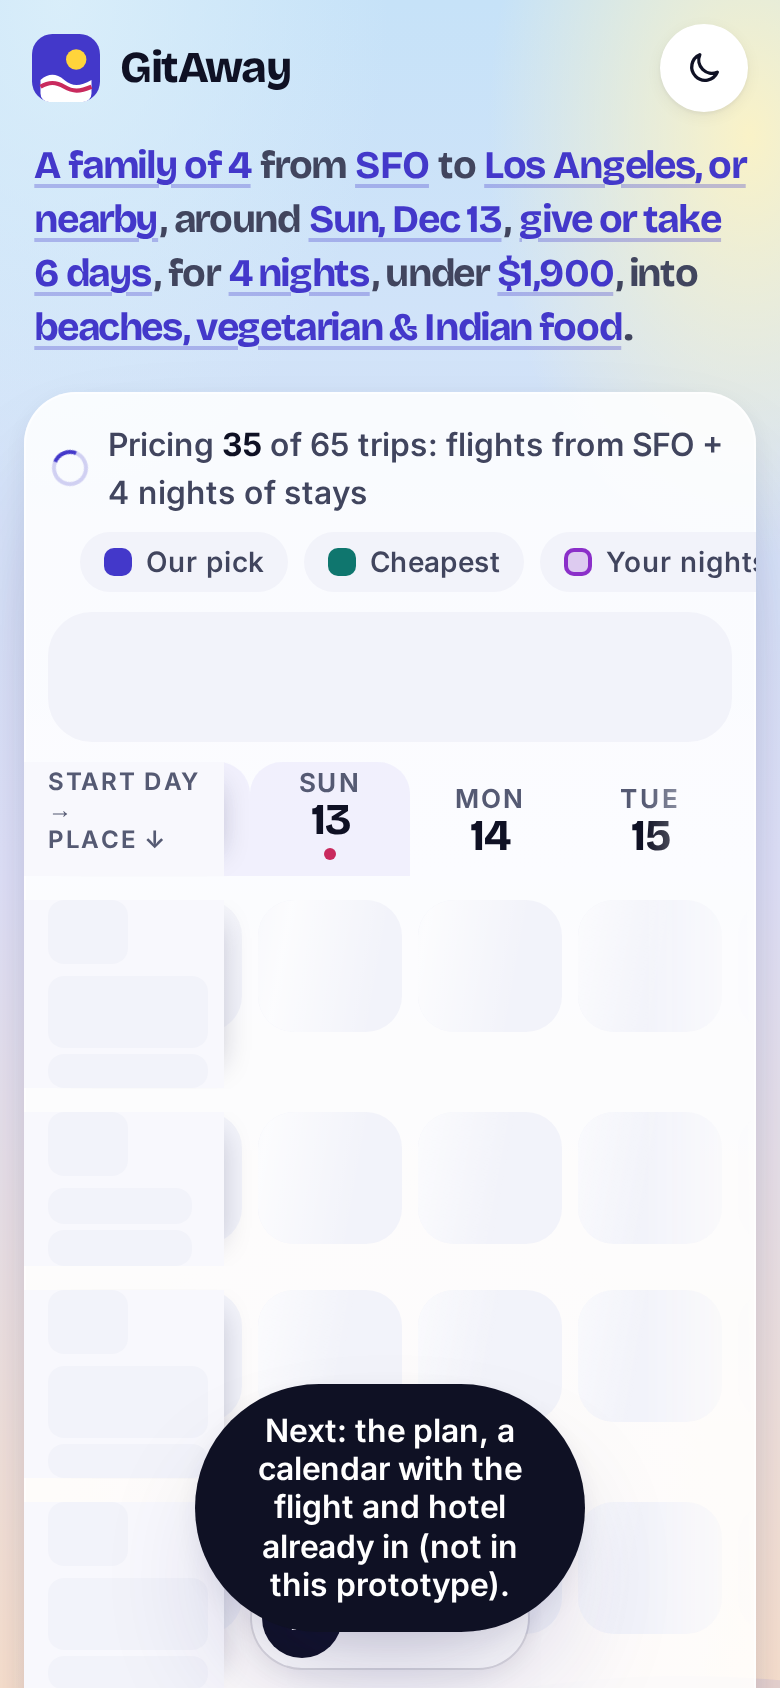 GitAway
A family of 4 from SFO to Los Angeles, or
nearby, around Sun, Dec 13, give or take
6 days, for 4 nights, under $1,900, into
beaches, vegetarian & Indian food.
Pricing 35 of 65 trips: flights from SFO +
4 nights of stays
Our pick
Cheapest
Your nights
START DAY
→
PLACE ↓
SUN
13
MON
14
TUE
15
Next: the plan, a
calendar with the
flight and hotel
already in (not in
this prototype).